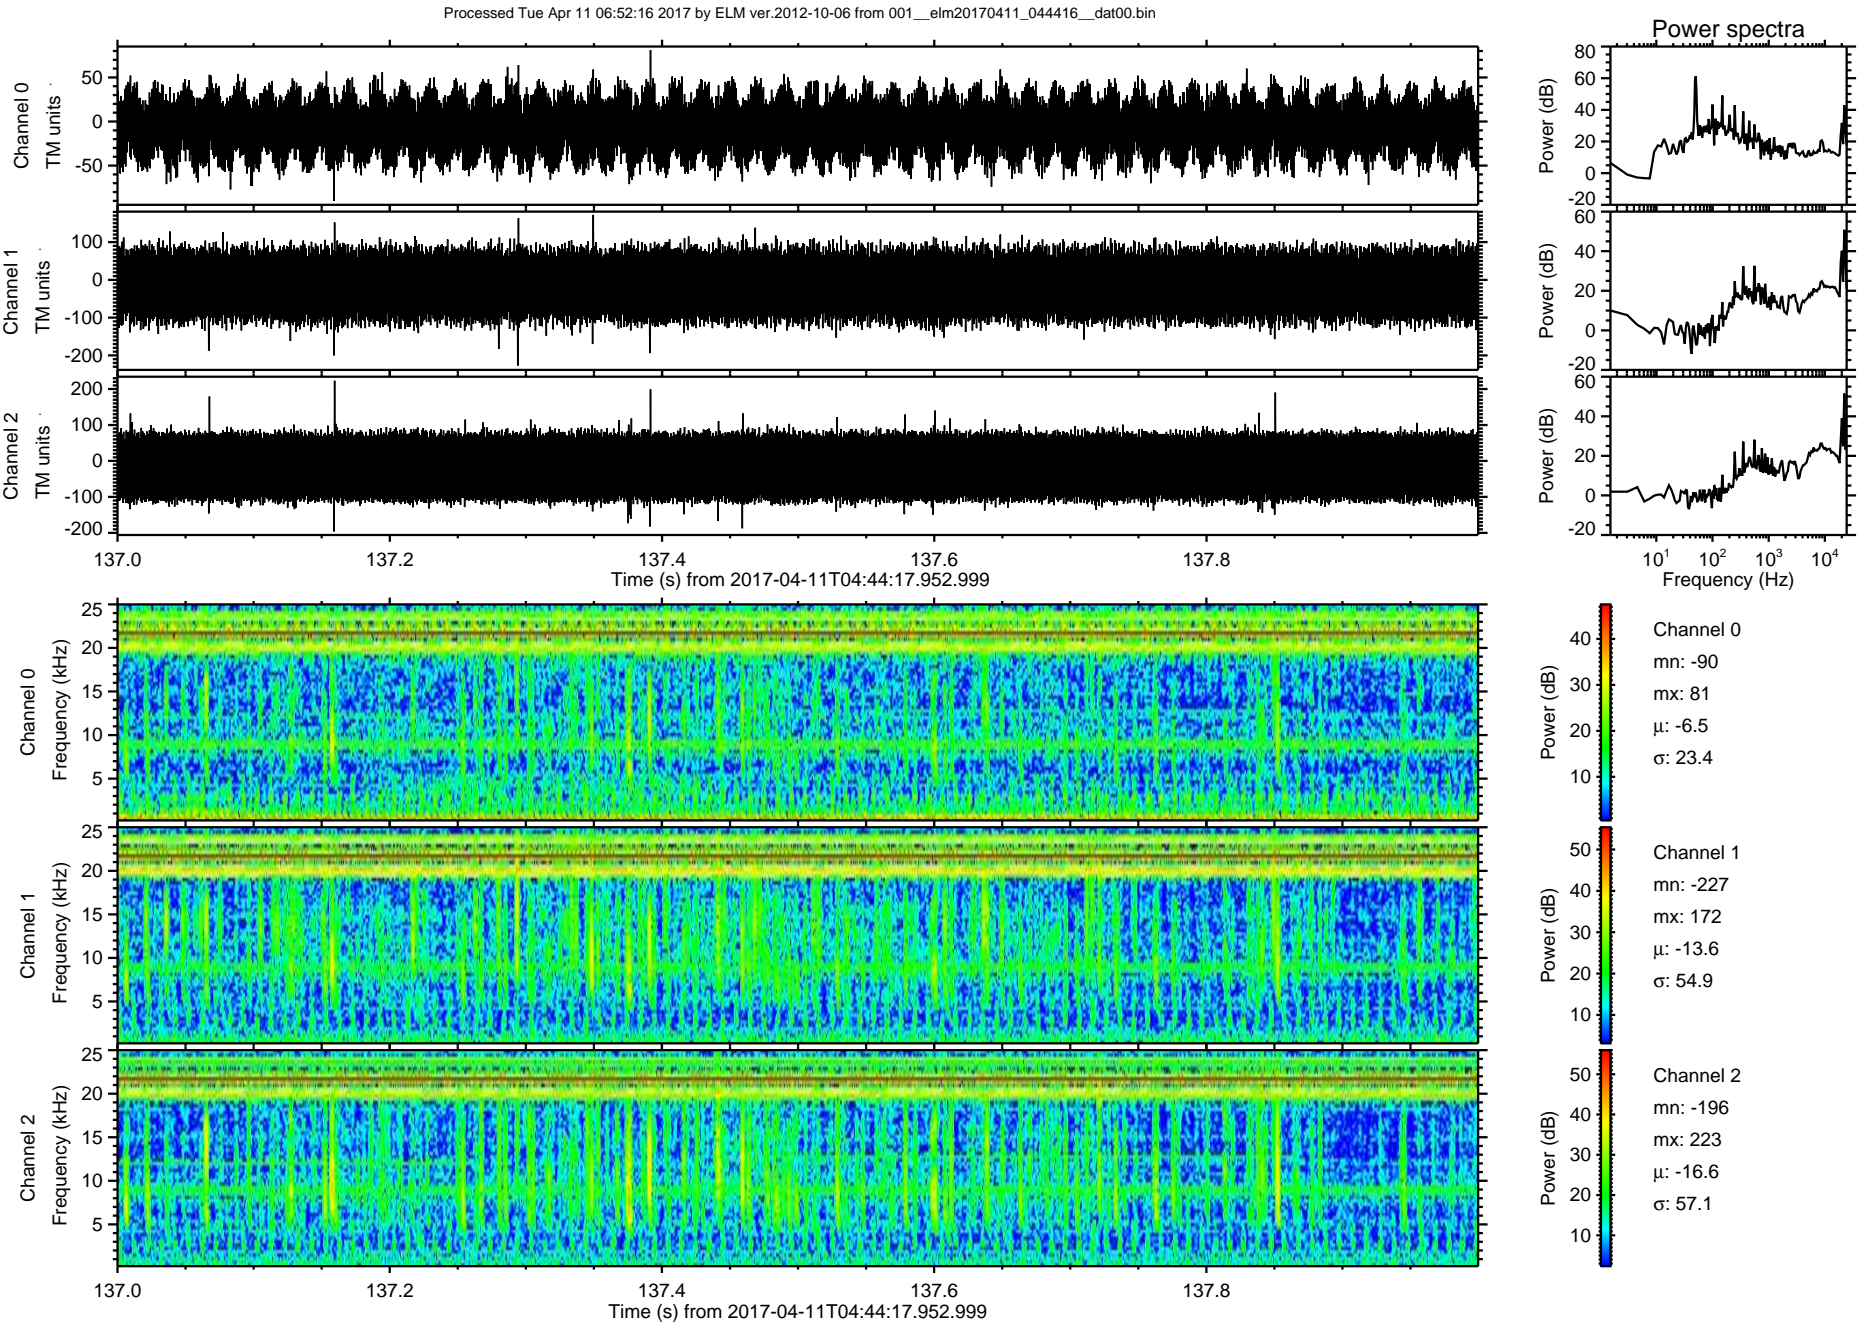 Processed Tue Apr 11 06:52:16 2017 by ELM ver.2012-10-06 from 001__elm20170411_044416__dat00.bin
Power spectra
Channel 0
TM units
50
0
-50
Power (dB)
80
60
40
20
0
-20
Channel 1
TM units
100
0
-100
-200
Power (dB)
60
40
20
0
-20
Channel 2
TM units
200
100
0
-100
-200
Power (dB)
60
40
20
0
-20
137.0 137.2 137.4 137.6 137.8
Time (s) from 2017-04-11T04:44:17.952.999
10¹ 10² 10³ 10⁴
Frequency (Hz)
Channel 0
Frequency (kHz)
25
20
15
10
5
Power (dB)
40
30
20
10
Channel 0
mn: -90
mx: 81
μ: -6.5
σ: 23.4
Channel 1
Frequency (kHz)
25
20
15
10
5
Power (dB)
50
40
30
20
10
Channel 1
mn: -227
mx: 172
μ: -13.6
σ: 54.9
Channel 2
Frequency (kHz)
25
20
15
10
5
Power (dB)
50
40
30
20
10
Channel 2
mn: -196
mx: 223
μ: -16.6
σ: 57.1
137.0 137.2 137.4 137.6 137.8
Time (s) from 2017-04-11T04:44:17.952.999